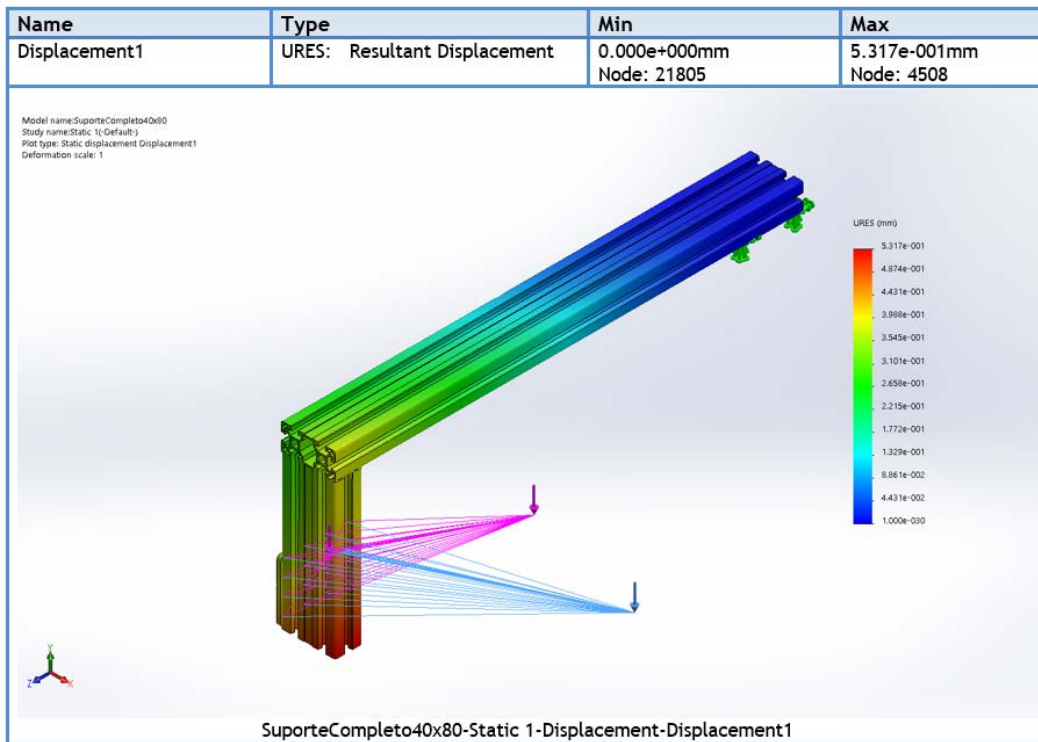 Name Type Min Max
Displacement1 URES: Resultant Displacement 0.000e+000mm 5.317e-001mm
Node: 21805 Node: 4508
Model name:SuporteCompleto40x80
Study name:Static 1(-Default-)
Plot type: Static displacement Displacement1
Deformation scale: 1
URES (mm)
5.317e-001
4.874e-001
4.431e-001
3.988e-001
3.545e-001
3.101e-001
2.658e-001
2.215e-001
1.772e-001
1.329e-001
8.861e-002
4.431e-002
1.000e-030
Y
Z X
SuporteCompleto40x80-Static 1-Displacement-Displacement1